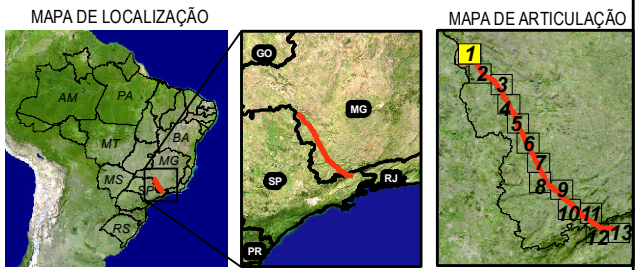 MAPA DE LOCALIZAÇÃO
AM
PA
MT
BA
MG
MS
SP
RS
GO
MG
SP
RJ
PR
MAPA DE ARTICULAÇÃO
1
2
3
4
5
6
7
8
9
10
11
12
13